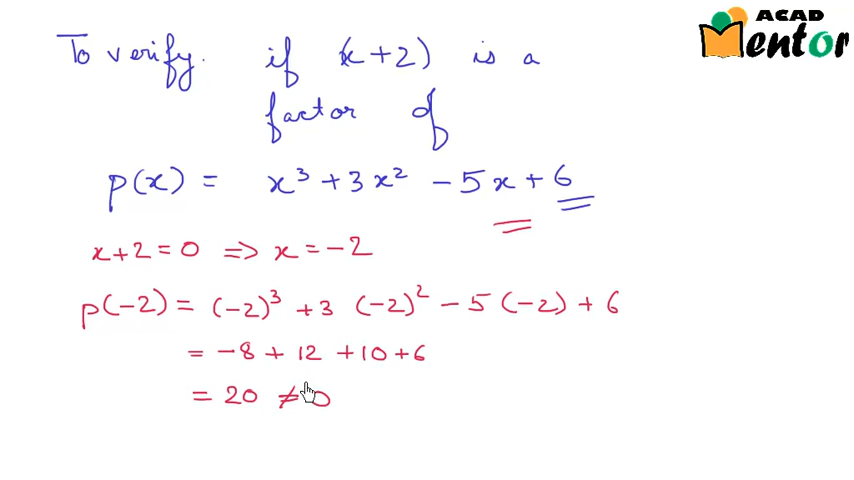 ACAD
mentor
To verify. if (x+2) is a
factor of
p(x) = x³ + 3x² - 5x + 6
x+2=0 => x = -2
p(-2) = (-2)³ + 3 (-2)² - 5 (-2) + 6
= -8 + 12 + 10 + 6
= 20 ≠ 0